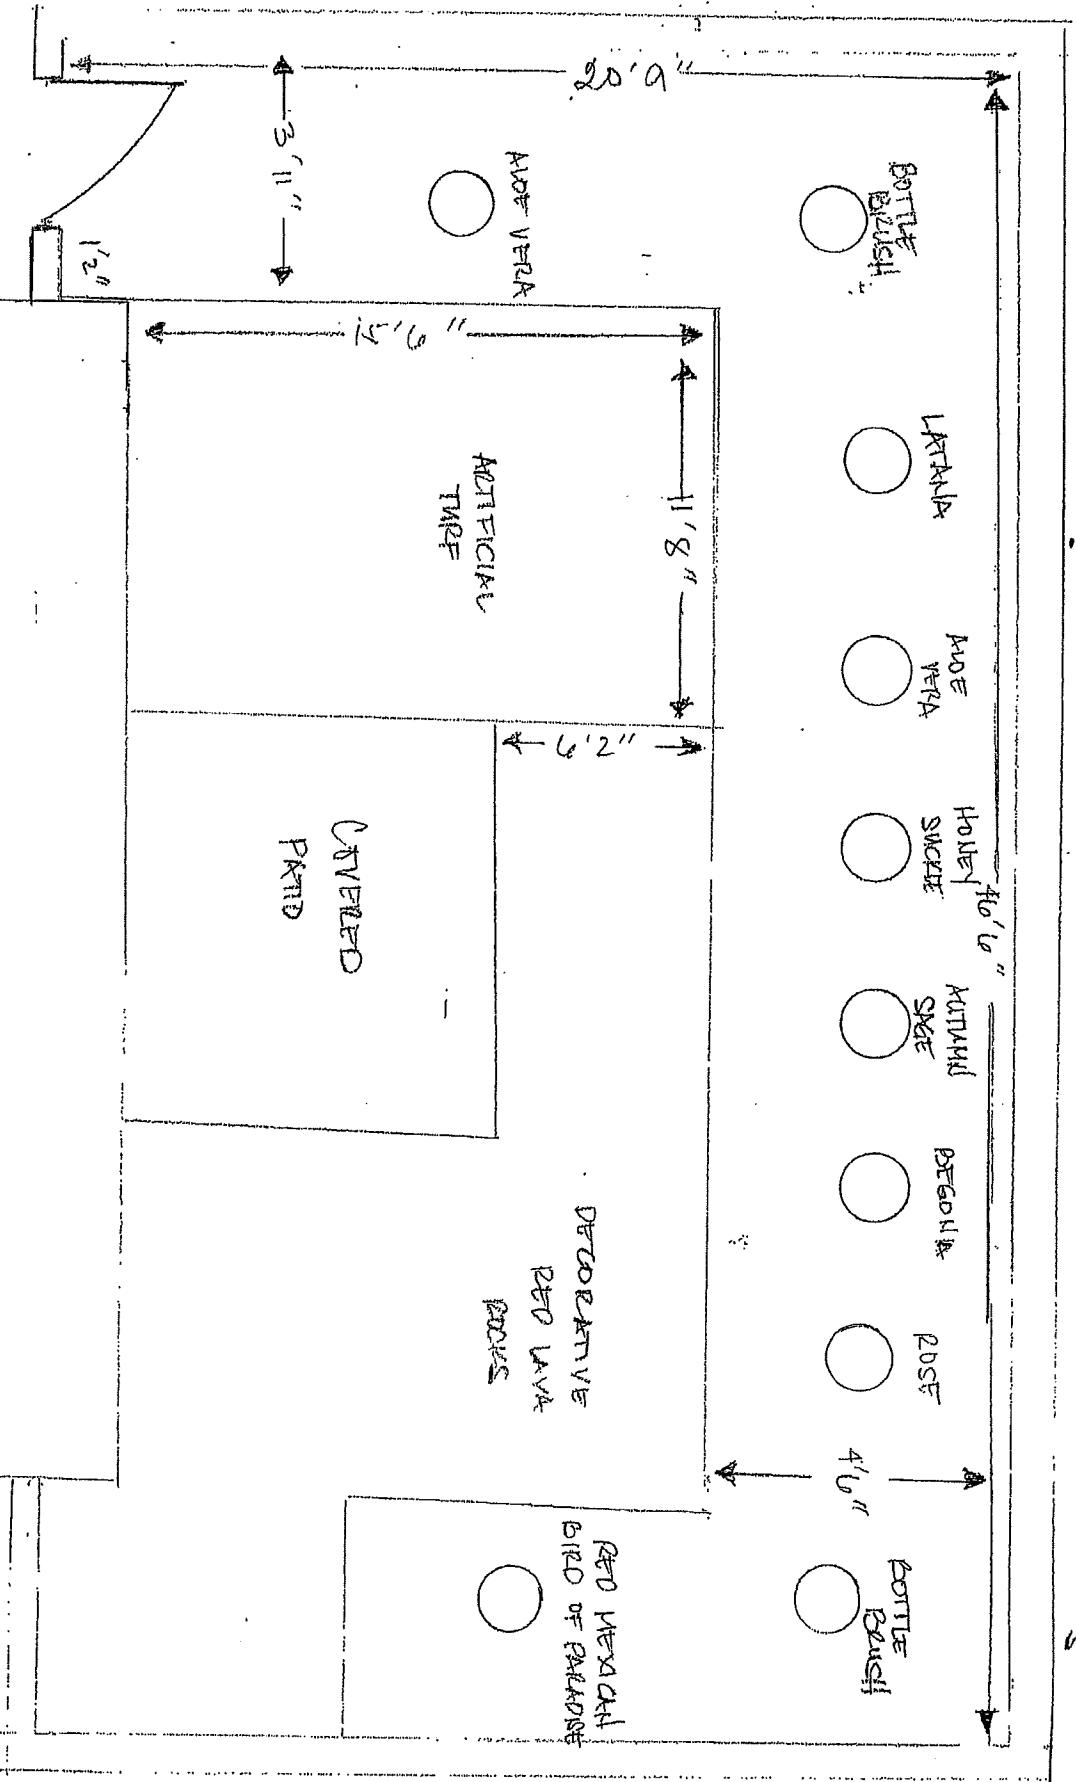 20'9"
3'11"
1'2"
ALOE VERA
BOTTLE
BRUSH
15'6"
11'8"
ARTIFICIAL
TURF
LATANA
ALOE
VERA
6'2"
HONEY
SUCKLE
46'6"
COVERED
PATIO
AUTUMN
SAGE
BEGONIA
DECORATIVE
RED LAVA
ROCKS
ROSE
4'6"
RED MEXICAN
BIRD OF PARADISE
BOTTLE
BRUSH